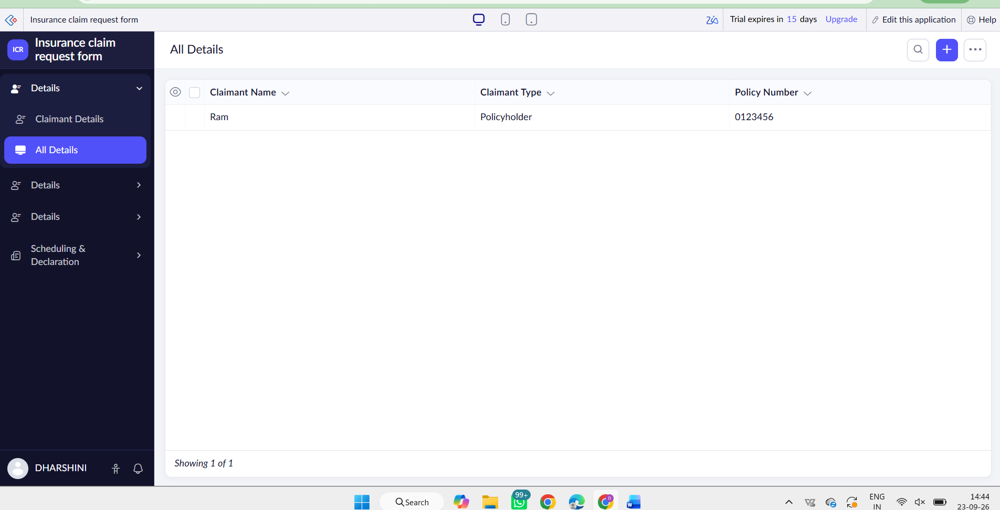 Insurance claim request form
Trial expires in 15 days Upgrade
Edit this application
Help
ICR
Insurance claim
request form
All Details
Details
Claimant Details
All Details
Details
Details
Scheduling &
Declaration
Claimant Name Claimant Type Policy Number
Ram Policyholder 0123456
Showing 1 of 1
DHARSHINI
Search
99+
D
W
ENG
IN
14:44
23-09-26